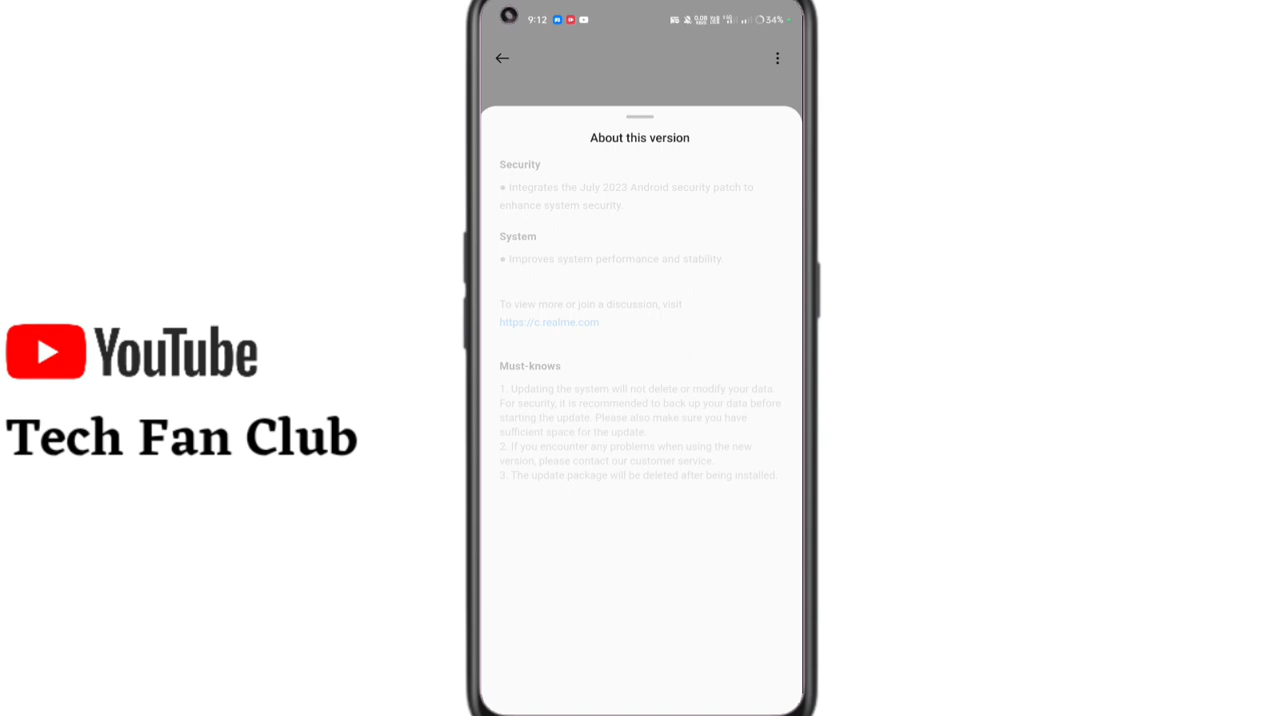 9:12
34%
About this version
Security
● Integrates the July 2023 Android security patch to
enhance system security.
System
● Improves system performance and stability.
To view more or join a discussion, visit
https://c.realme.com
Must-knows
1. Updating the system will not delete or modify your data.
For security, it is recommended to back up your data before
starting the update. Please also make sure you have
sufficient space for the update.
2. If you encounter any problems when using the new
version, please contact our customer service.
3. The update package will be deleted after being installed.
YouTube
Tech Fan Club